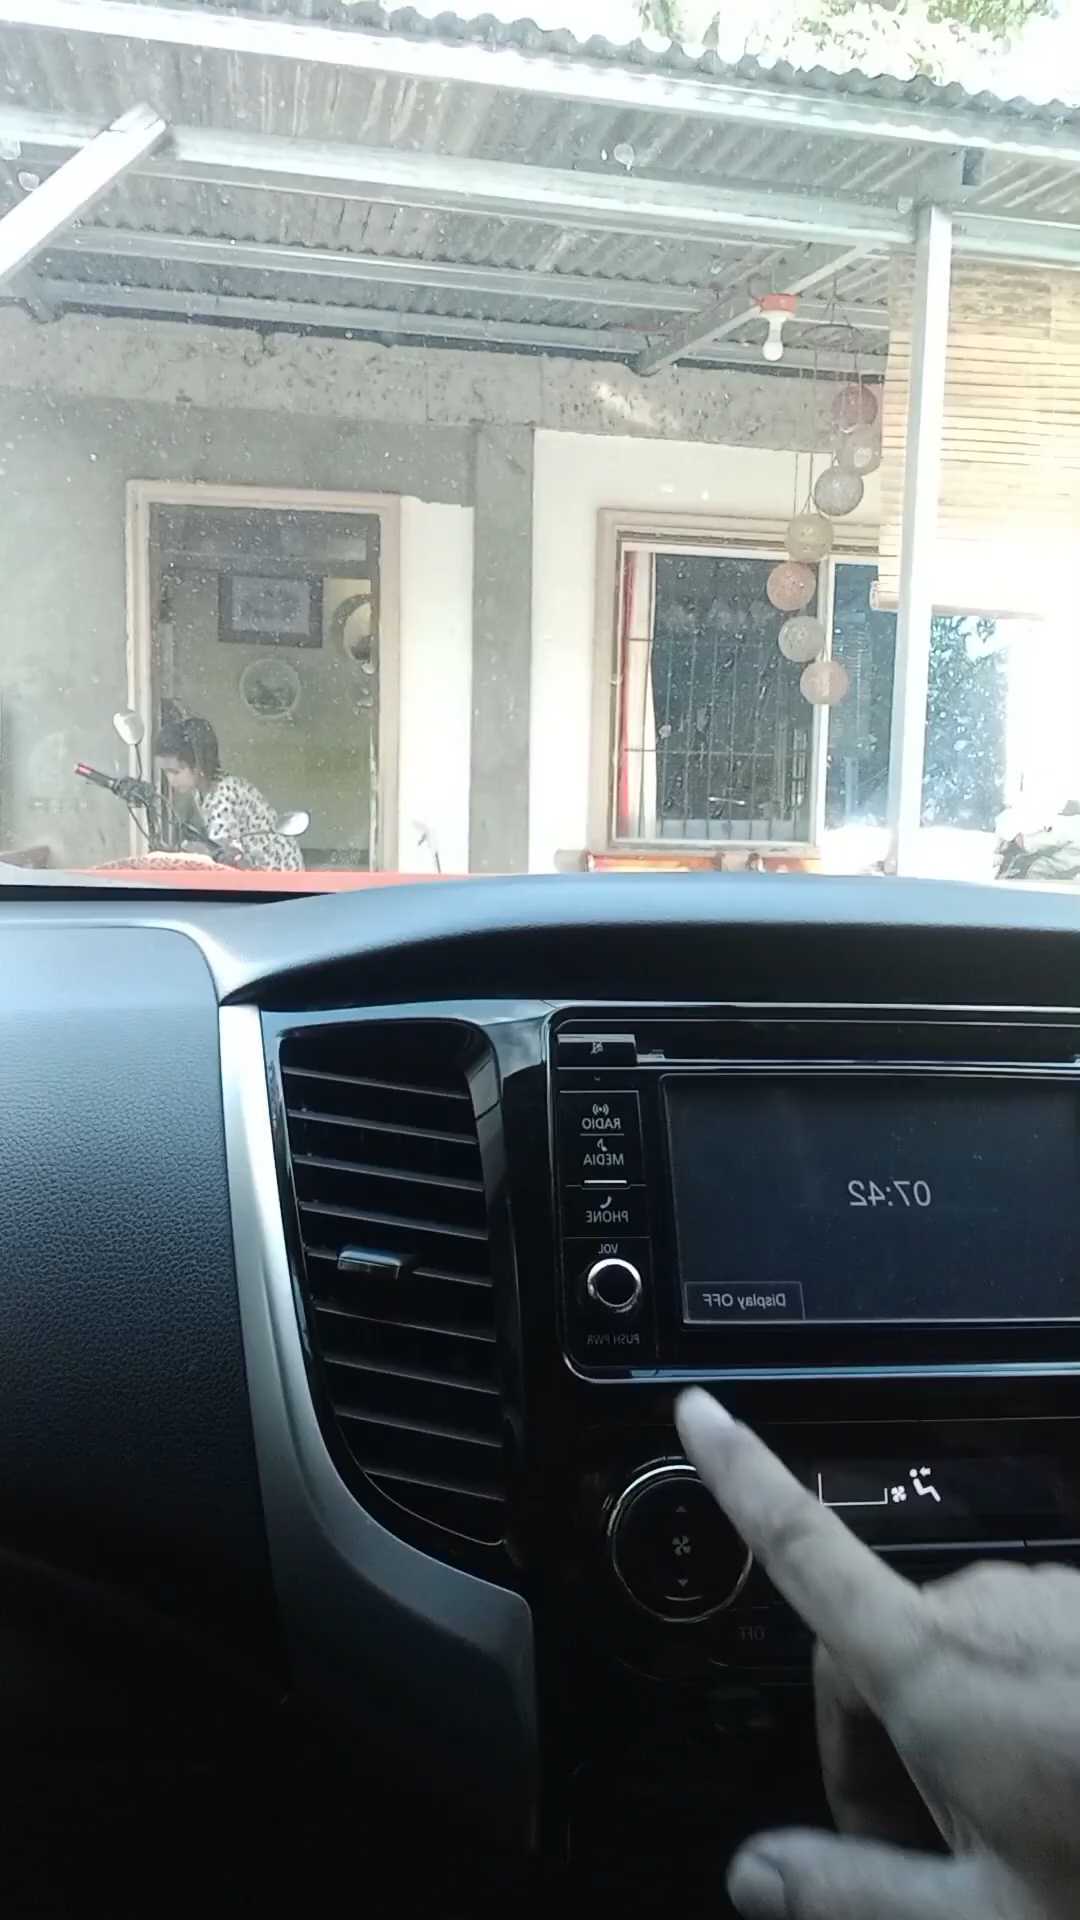 RADIO
MEDIA
PHONE
VOL
PUSH PWR
07:42
Display OFF
OFF